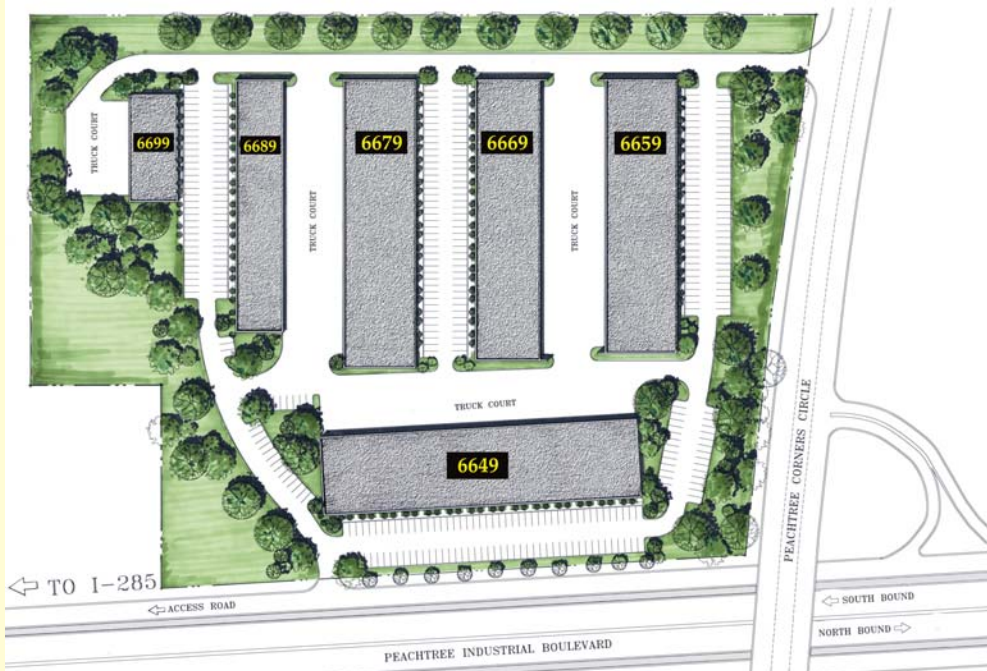 6699
6689
6679
6669
6659
TRUCK COURT
TRUCK COURT
TRUCK COURT
TRUCK COURT
6649
PEACHTREE CORNERS CIRCLE
TO I-285
ACCESS ROAD
SOUTH BOUND
NORTH BOUND
PEACHTREE INDUSTRIAL BOULEVARD